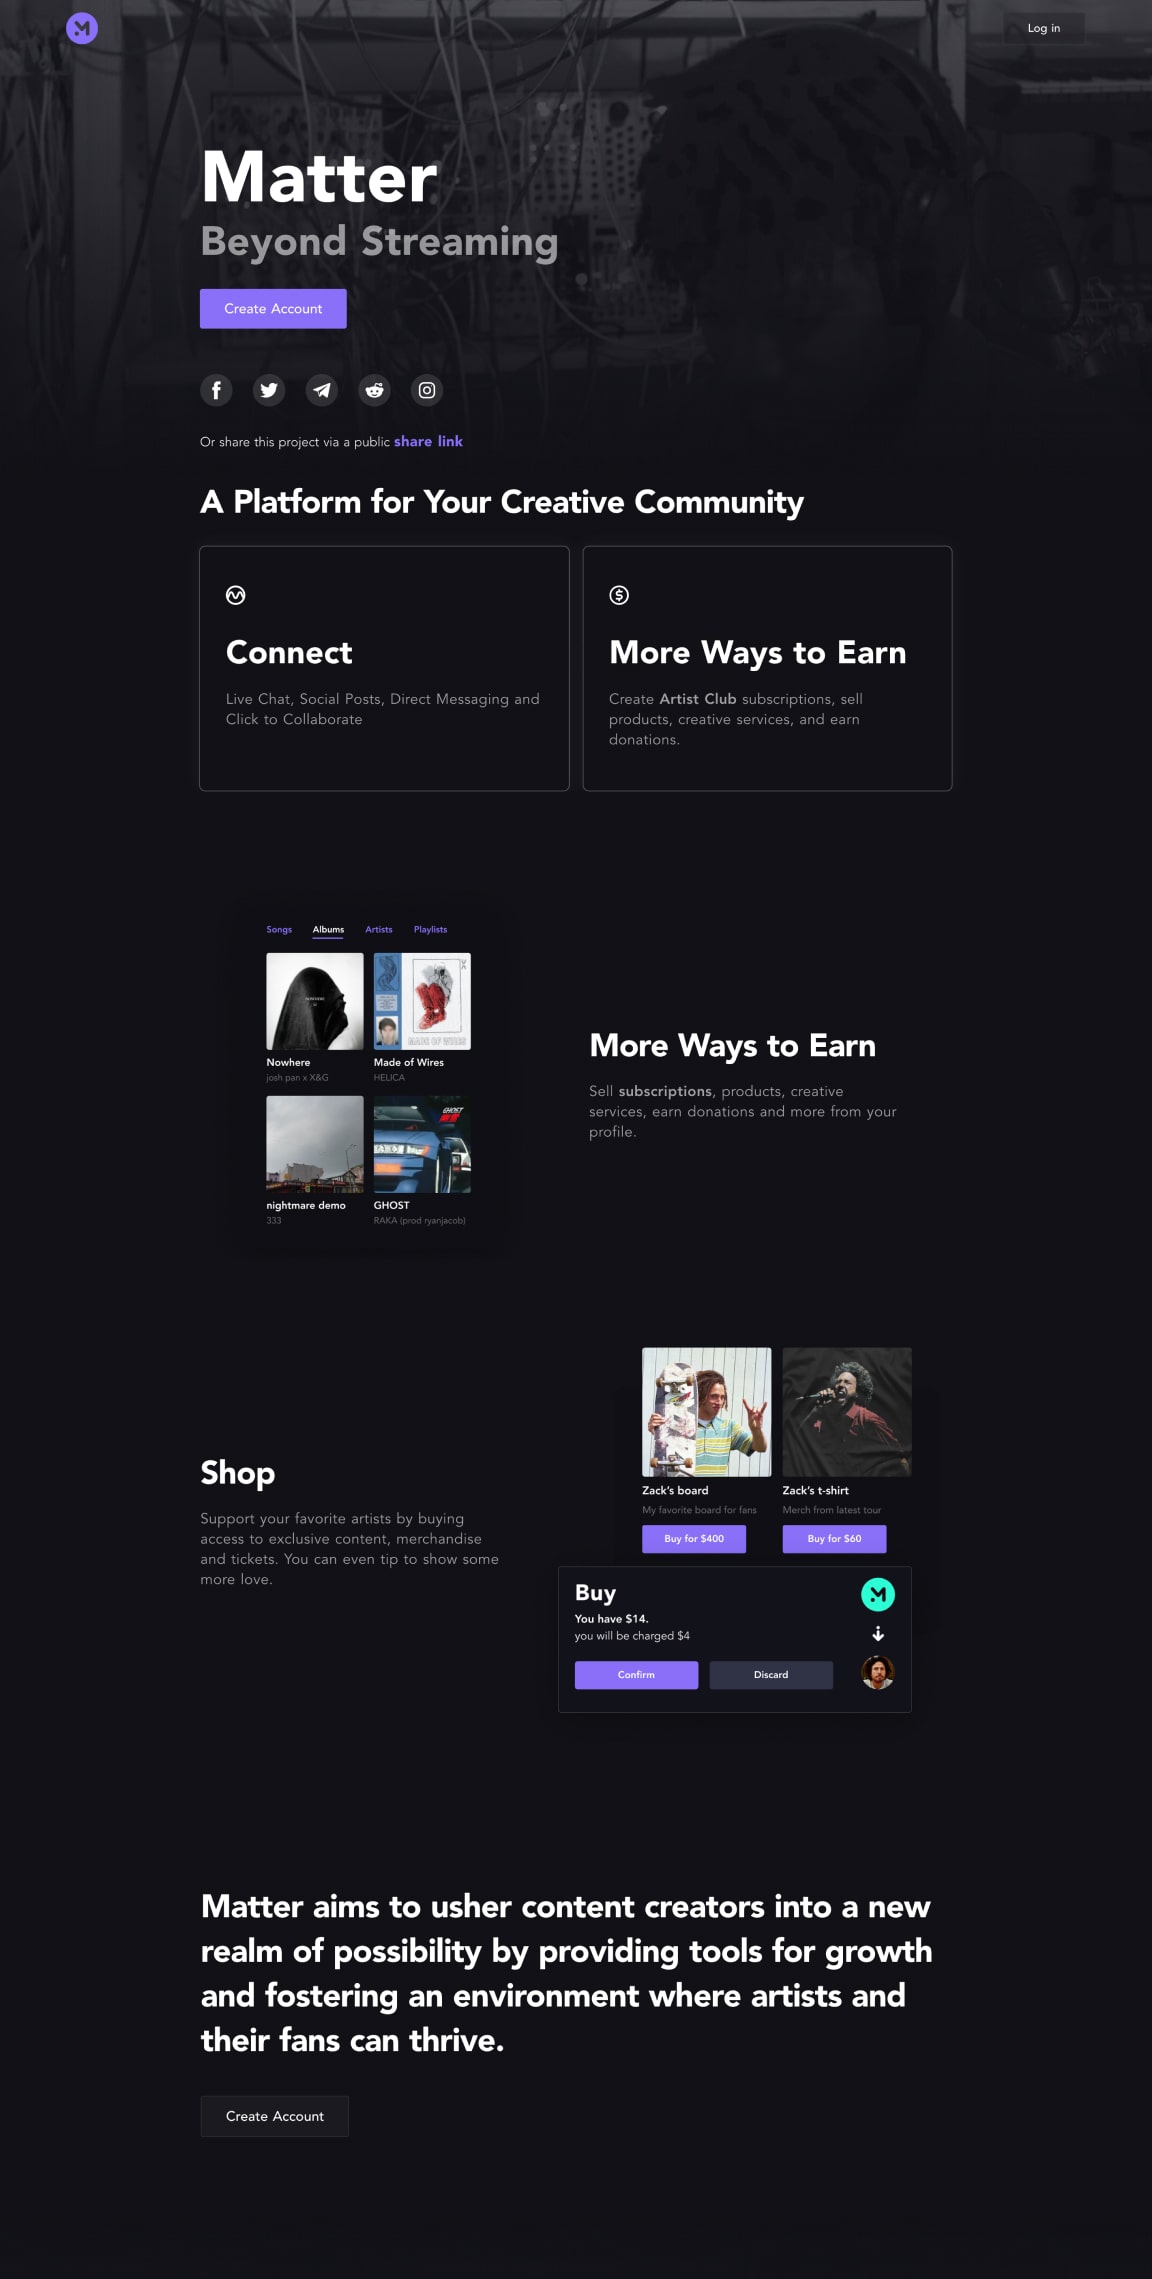 Log in
Matter
Beyond Streaming
Create Account
Or share this project via a public share link
A Platform for Your Creative Community
Connect
Live Chat, Social Posts, Direct Messaging and
Click to Collaborate
More Ways to Earn
Create Artist Club subscriptions, sell
products, creative services, and earn
donations.
Songs Albums Artists Playlists
NOWHERE
MADE OF WIRES
Nowhere
josh pan x X&G
Made of Wires
HELICA
GHOST
nightmare demo
333
GHOST
RAKA (prod ryanjacob)
More Ways to Earn
Sell subscriptions, products, creative
services, earn donations and more from your
profile.
Shop
Support your favorite artists by buying
access to exclusive content, merchandise
and tickets. You can even tip to show some
more love.
Zack's board
My favorite board for fans
Buy for $400
Zack's t-shirt
Merch from latest tour
Buy for $60
Buy
You have $14.
you will be charged $4
Confirm
Discard
Matter aims to usher content creators into a new
realm of possibility by providing tools for growth
and fostering an environment where artists and
their fans can thrive.
Create Account